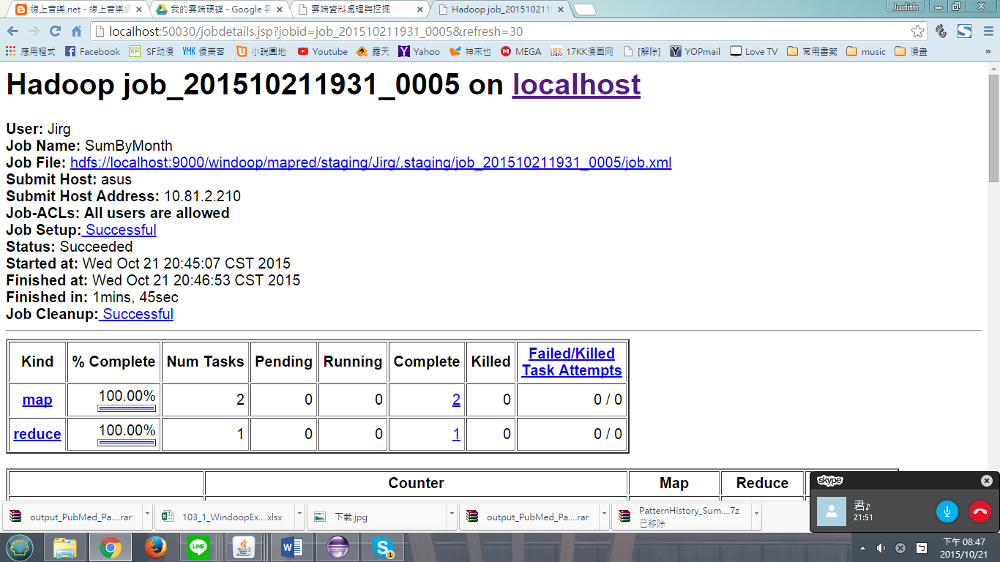 線上音樂.net - 線上音樂網
我的雲端硬碟 - Google 雲
雲端資料處理與挖掘
Hadoop job_201510211
Judith
localhost:50030/jobdetails.jsp?jobid=job_201510211931_0005&refresh=30
應用程式 Facebook SF动漫 優美客 小說園地 Youtube 露天 Yahoo 神來也 MEGA 17KK漫画网 [解除] YOPmail Love TV 常用書籤 music 漫畫 »
Hadoop job_201510211931_0005 on localhost
User: Jirg
Job Name: SumByMonth
Job File: hdfs://localhost:9000/windoop/mapred/staging/Jirg/.staging/job_201510211931_0005/job.xml
Submit Host: asus
Submit Host Address: 10.81.2.210
Job-ACLs: All users are allowed
Job Setup: Successful
Status: Succeeded
Started at: Wed Oct 21 20:45:07 CST 2015
Finished at: Wed Oct 21 20:46:53 CST 2015
Finished in: 1mins, 45sec
Job Cleanup: Successful
Kind % Complete Num Tasks Pending Running Complete Killed Failed/Killed Task Attempts
map 100.00% 2 0 0 2 0 0 / 0
reduce 100.00% 1 0 0 1 0 0 / 0
Counter Map Reduce
skype
君♪
21:51
output_PubMed_Pa....rar
103_1_WindoopEx....xlsx
下載.jpg
output_PubMed_Pa....rar
PatternHistory_Sum....7z
已移除
LINE
下午 08:47
2015/10/21